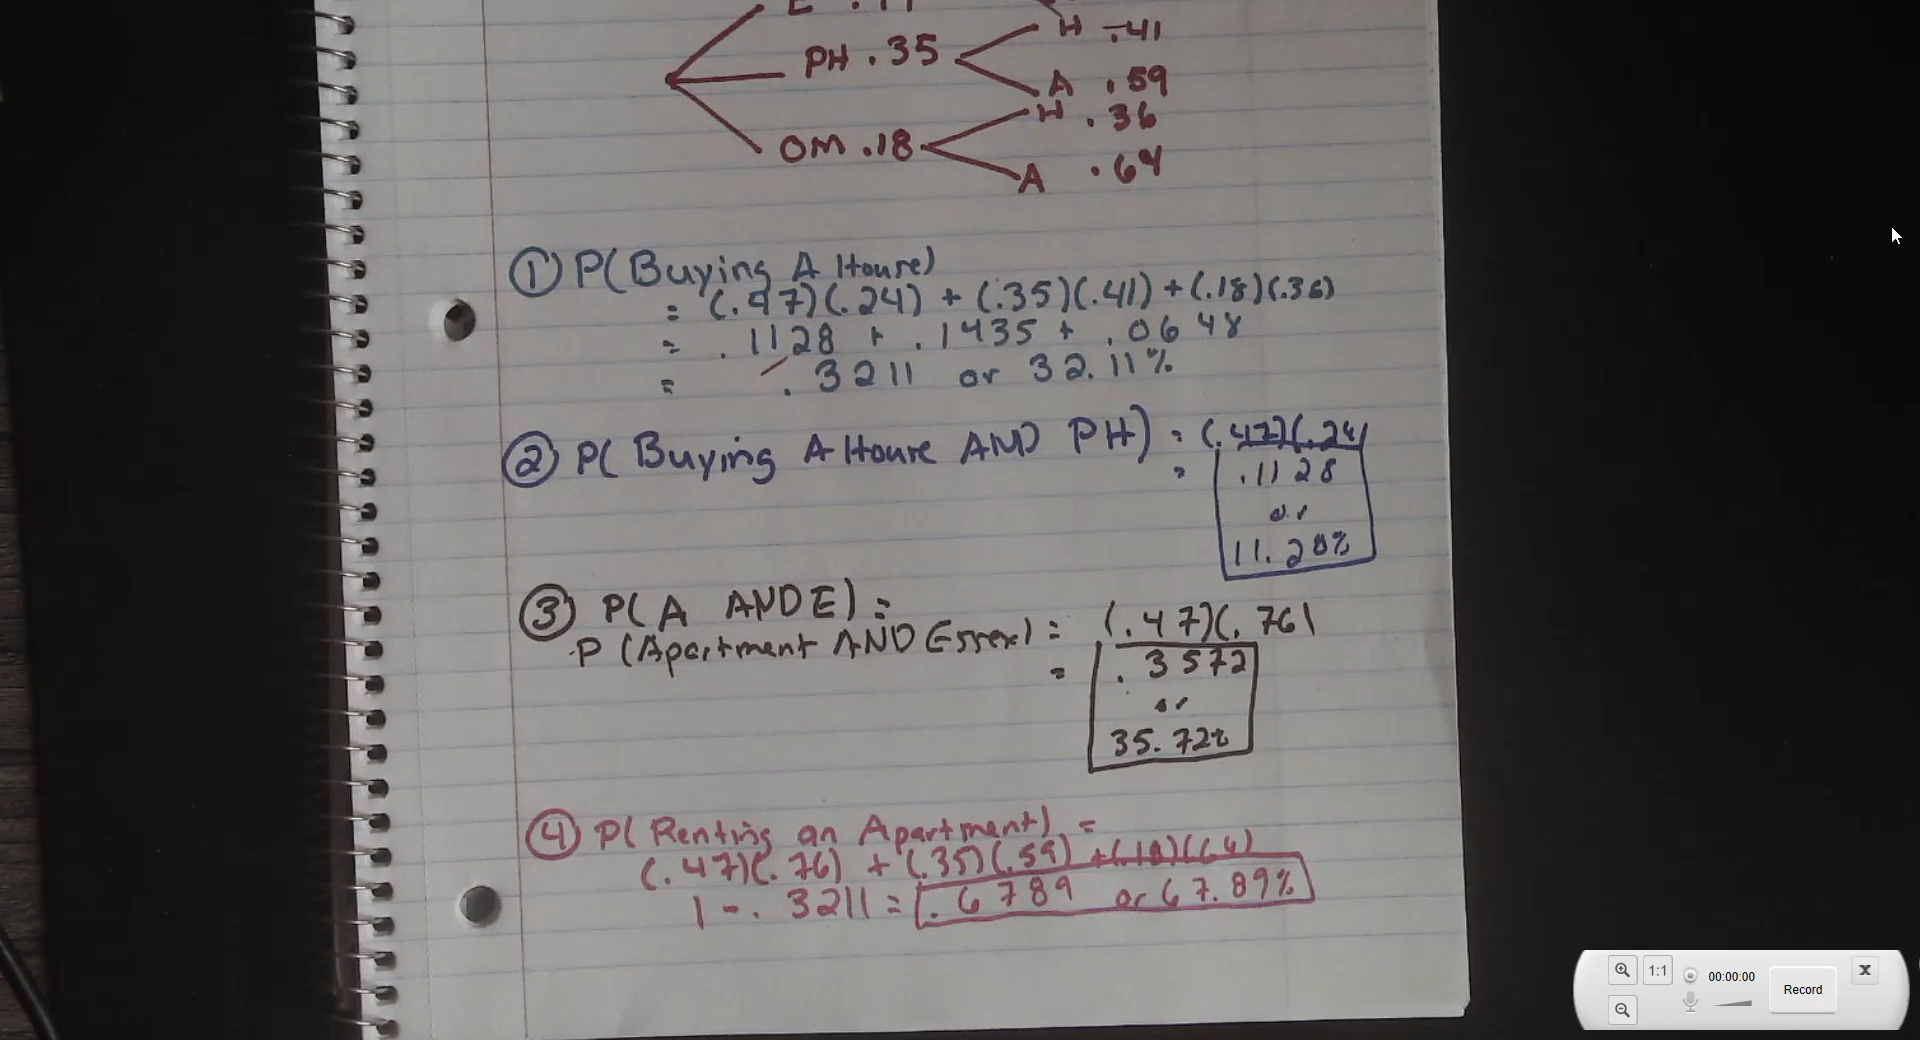 H .41
PH .35
A .59
H .36
OM .18
A .64
① P(Buying A House)
= (.47)(.24) + (.35)(.41) + (.18)(.36)
= .1128 + .1435 + .0648
= .3211 or 32.11%
② P(Buying A House AND PH) = (.47)(.24)
= .1128
or
11.28%
③ P(A AND E) =
P(Apartment AND Essex) = (.47)(.76)
= .3572
or
35.72%
④ P(Renting an Apartment) =
(.47)(.76) + (.35)(.59) + (.18)(.64)
1 - .3211 = .6789 or 67.89%
1:1
00:00:00
Record
X